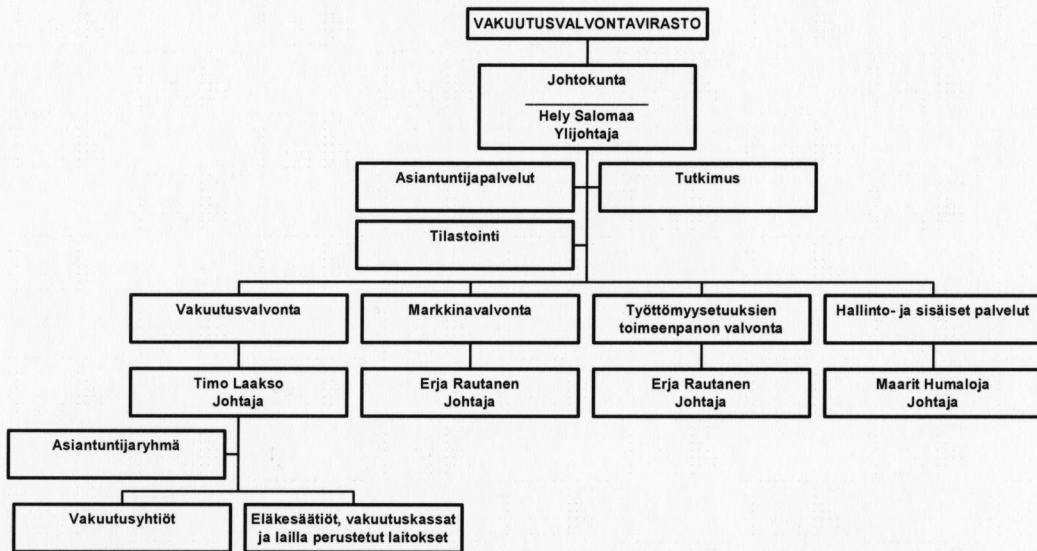 VAKUUTUSVALVONTAVIRASTO
Johtokunta
Hely Salomaa
Ylijohtaja
Asiantuntijapalvelut
Tutkimus
Tilastointi
Vakuutusvalvonta
Markkinavalvonta
Työttömyysetuuksien
toimeenpanon valvonta
Hallinto- ja sisäiset palvelut
Timo Laakso
Johtaja
Erja Rautanen
Johtaja
Erja Rautanen
Johtaja
Maarit Humaloja
Johtaja
Asiantuntijaryhmä
Vakuutusyhtiöt
Eläkesäätiöt, vakuutuskassat
ja lailla perustetut laitokset